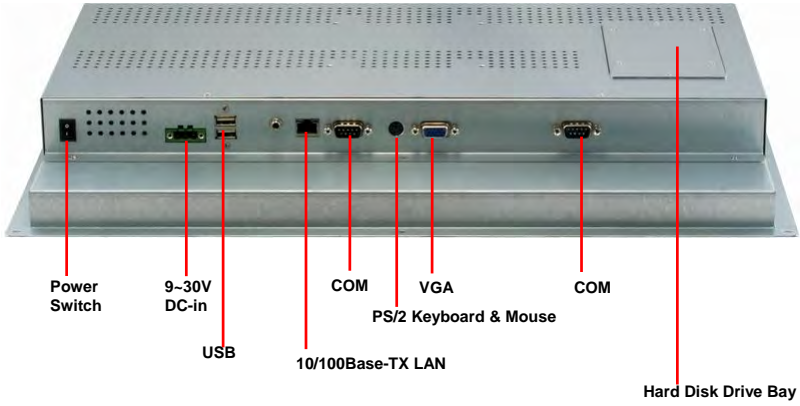 Power
Switch
9~30V
DC-in
USB
10/100Base-TX LAN
COM
PS/2 Keyboard & Mouse
VGA
COM
Hard Disk Drive Bay